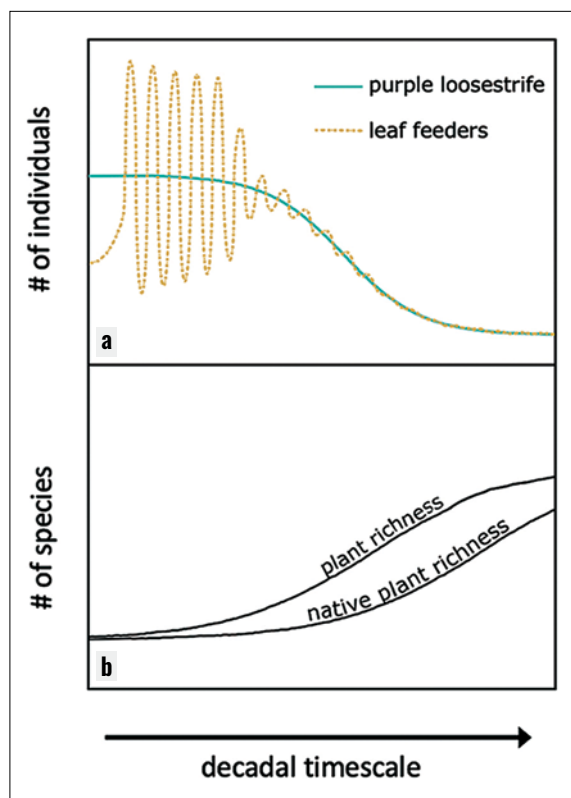 purple loosestrife
leaf feeders
# of individuals
a
# of species
plant richness
native plant richness
b
decadal timescale